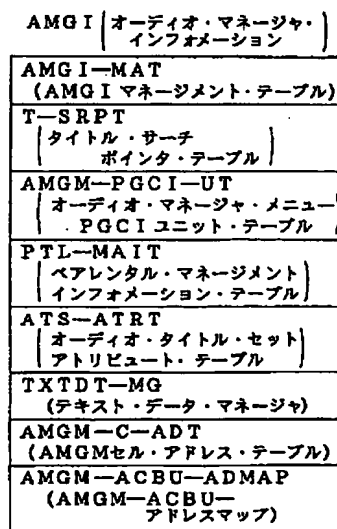 AMGI(オーディオ・マネージャ・
インフォメーション)
AMGI—MAT
(AMGIマネージメント・テーブル)
T—SRPT
(タイトル・サーチ
ポインタ・テーブル)
AMGM—PGCI—UT
(オーディオ・マネージャ・メニュー
PGCIユニット・テーブル)
PTL—MAIT
(ペアレンタル・マネージメント
インフォメーション・テーブル)
ATS—ATRT
(オーディオ・タイトル・セット
アトリビュート・テーブル)
TXTDT—MG
(テキスト・データ・マネージャ)
AMGM—C—ADT
(AMGMセル・アドレス・テーブル)
AMGM—ACBU—ADMAP
(AMGM—ACBU—
アドレスマップ)